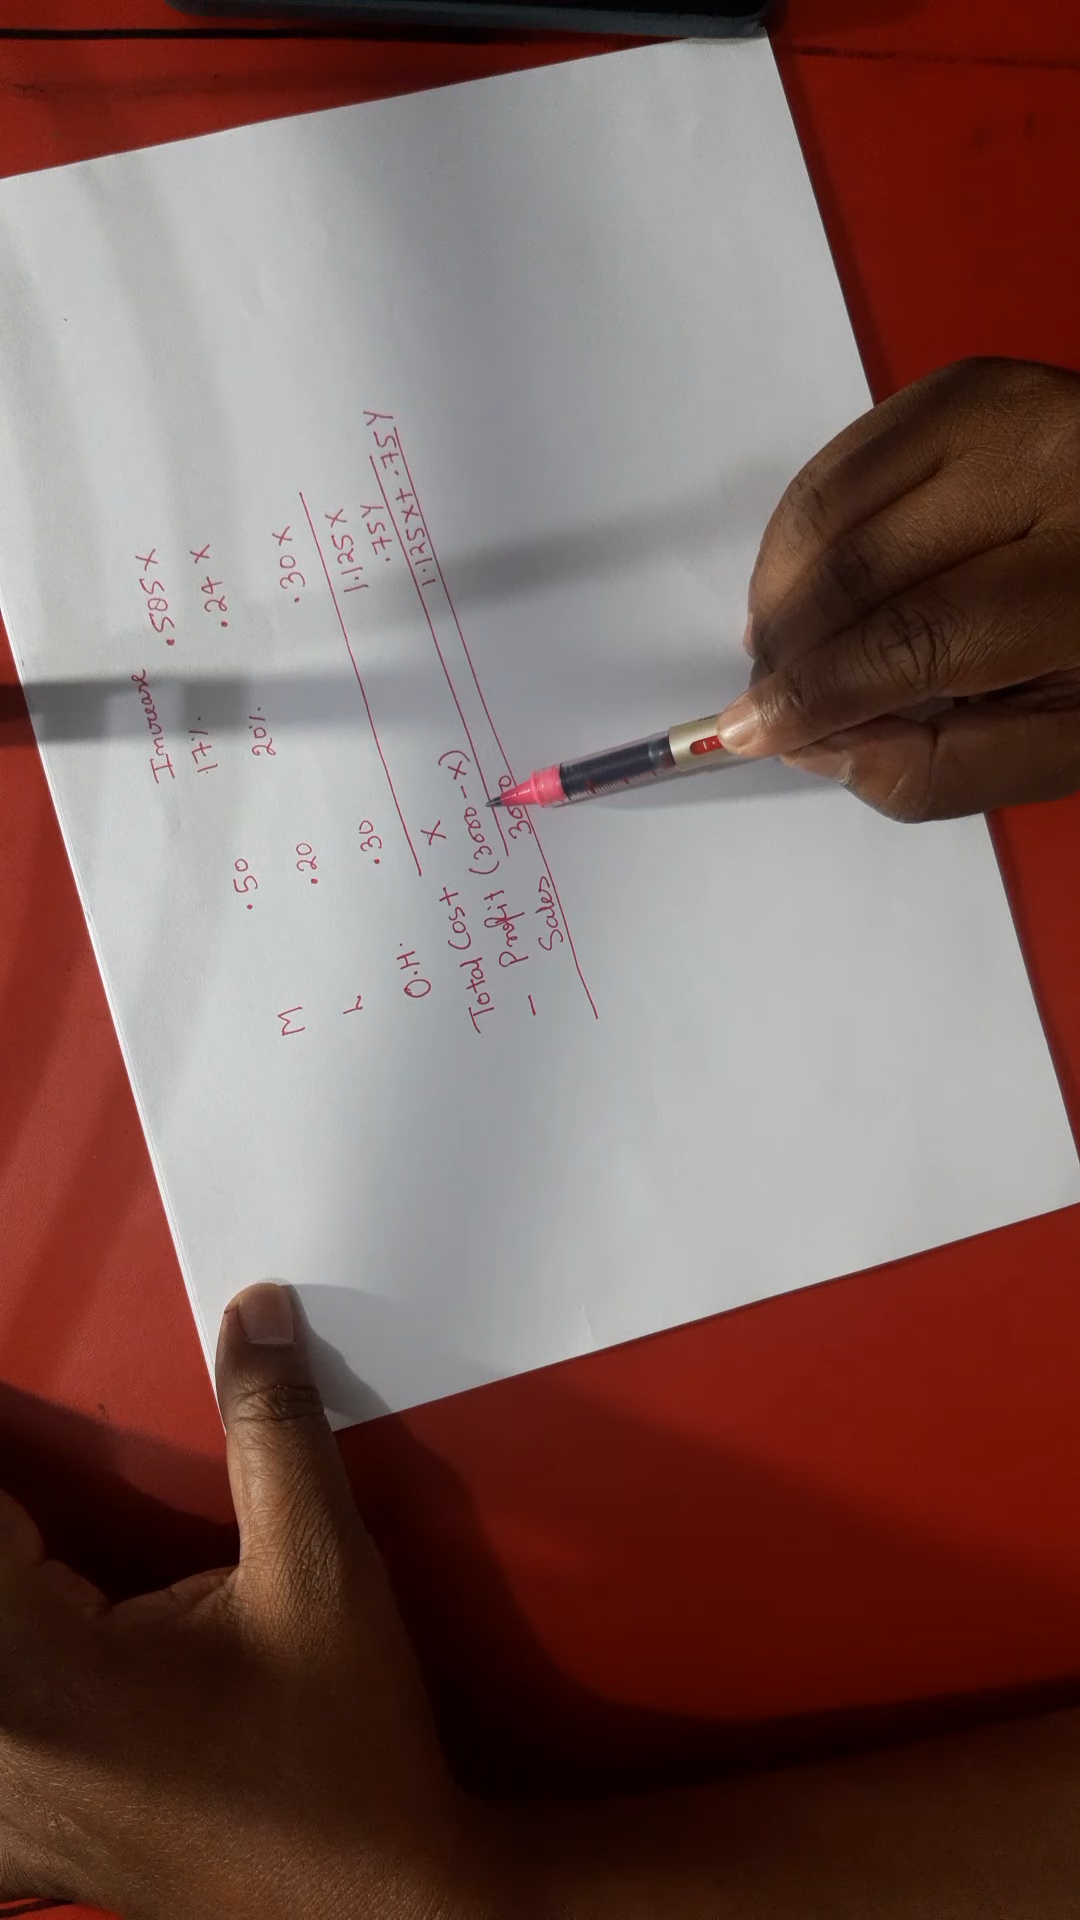 Increase
M .50 17% .585 X
L .20 20% .24 X
O.H. .30 .30 X
Total Cost X 1.125 X
- Profit (3000 - X) .75Y
Sales 1.125X + .75Y